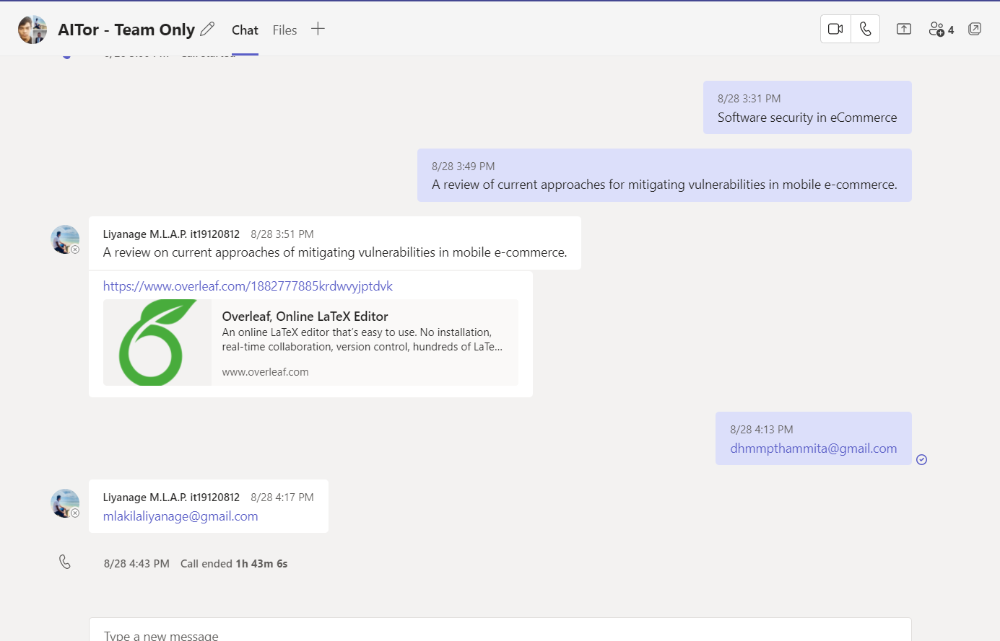 AITor - Team Only
Chat
Files
4
Call started
8/28 3:31 PM
Software security in eCommerce
8/28 3:49 PM
A review of current approaches for mitigating vulnerabilities in mobile e-commerce.
Liyanage M.L.A.P. it19120812 8/28 3:51 PM
A review on current approaches of mitigating vulnerabilities in mobile e-commerce.
https://www.overleaf.com/1882777885krdwvyjptdvk
Overleaf, Online LaTeX Editor
An online LaTeX editor that's easy to use. No installation,
real-time collaboration, version control, hundreds of LaTe...
www.overleaf.com
8/28 4:13 PM
dhmmpthammita@gmail.com
Liyanage M.L.A.P. it19120812 8/28 4:17 PM
mlakilaliyanage@gmail.com
8/28 4:43 PM Call ended 1h 43m 6s
Type a new message